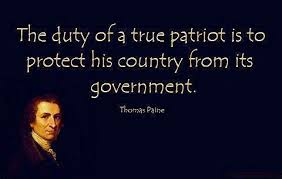 The duty of a true patriot is to
protect his country from its
government.
Thomas Paine